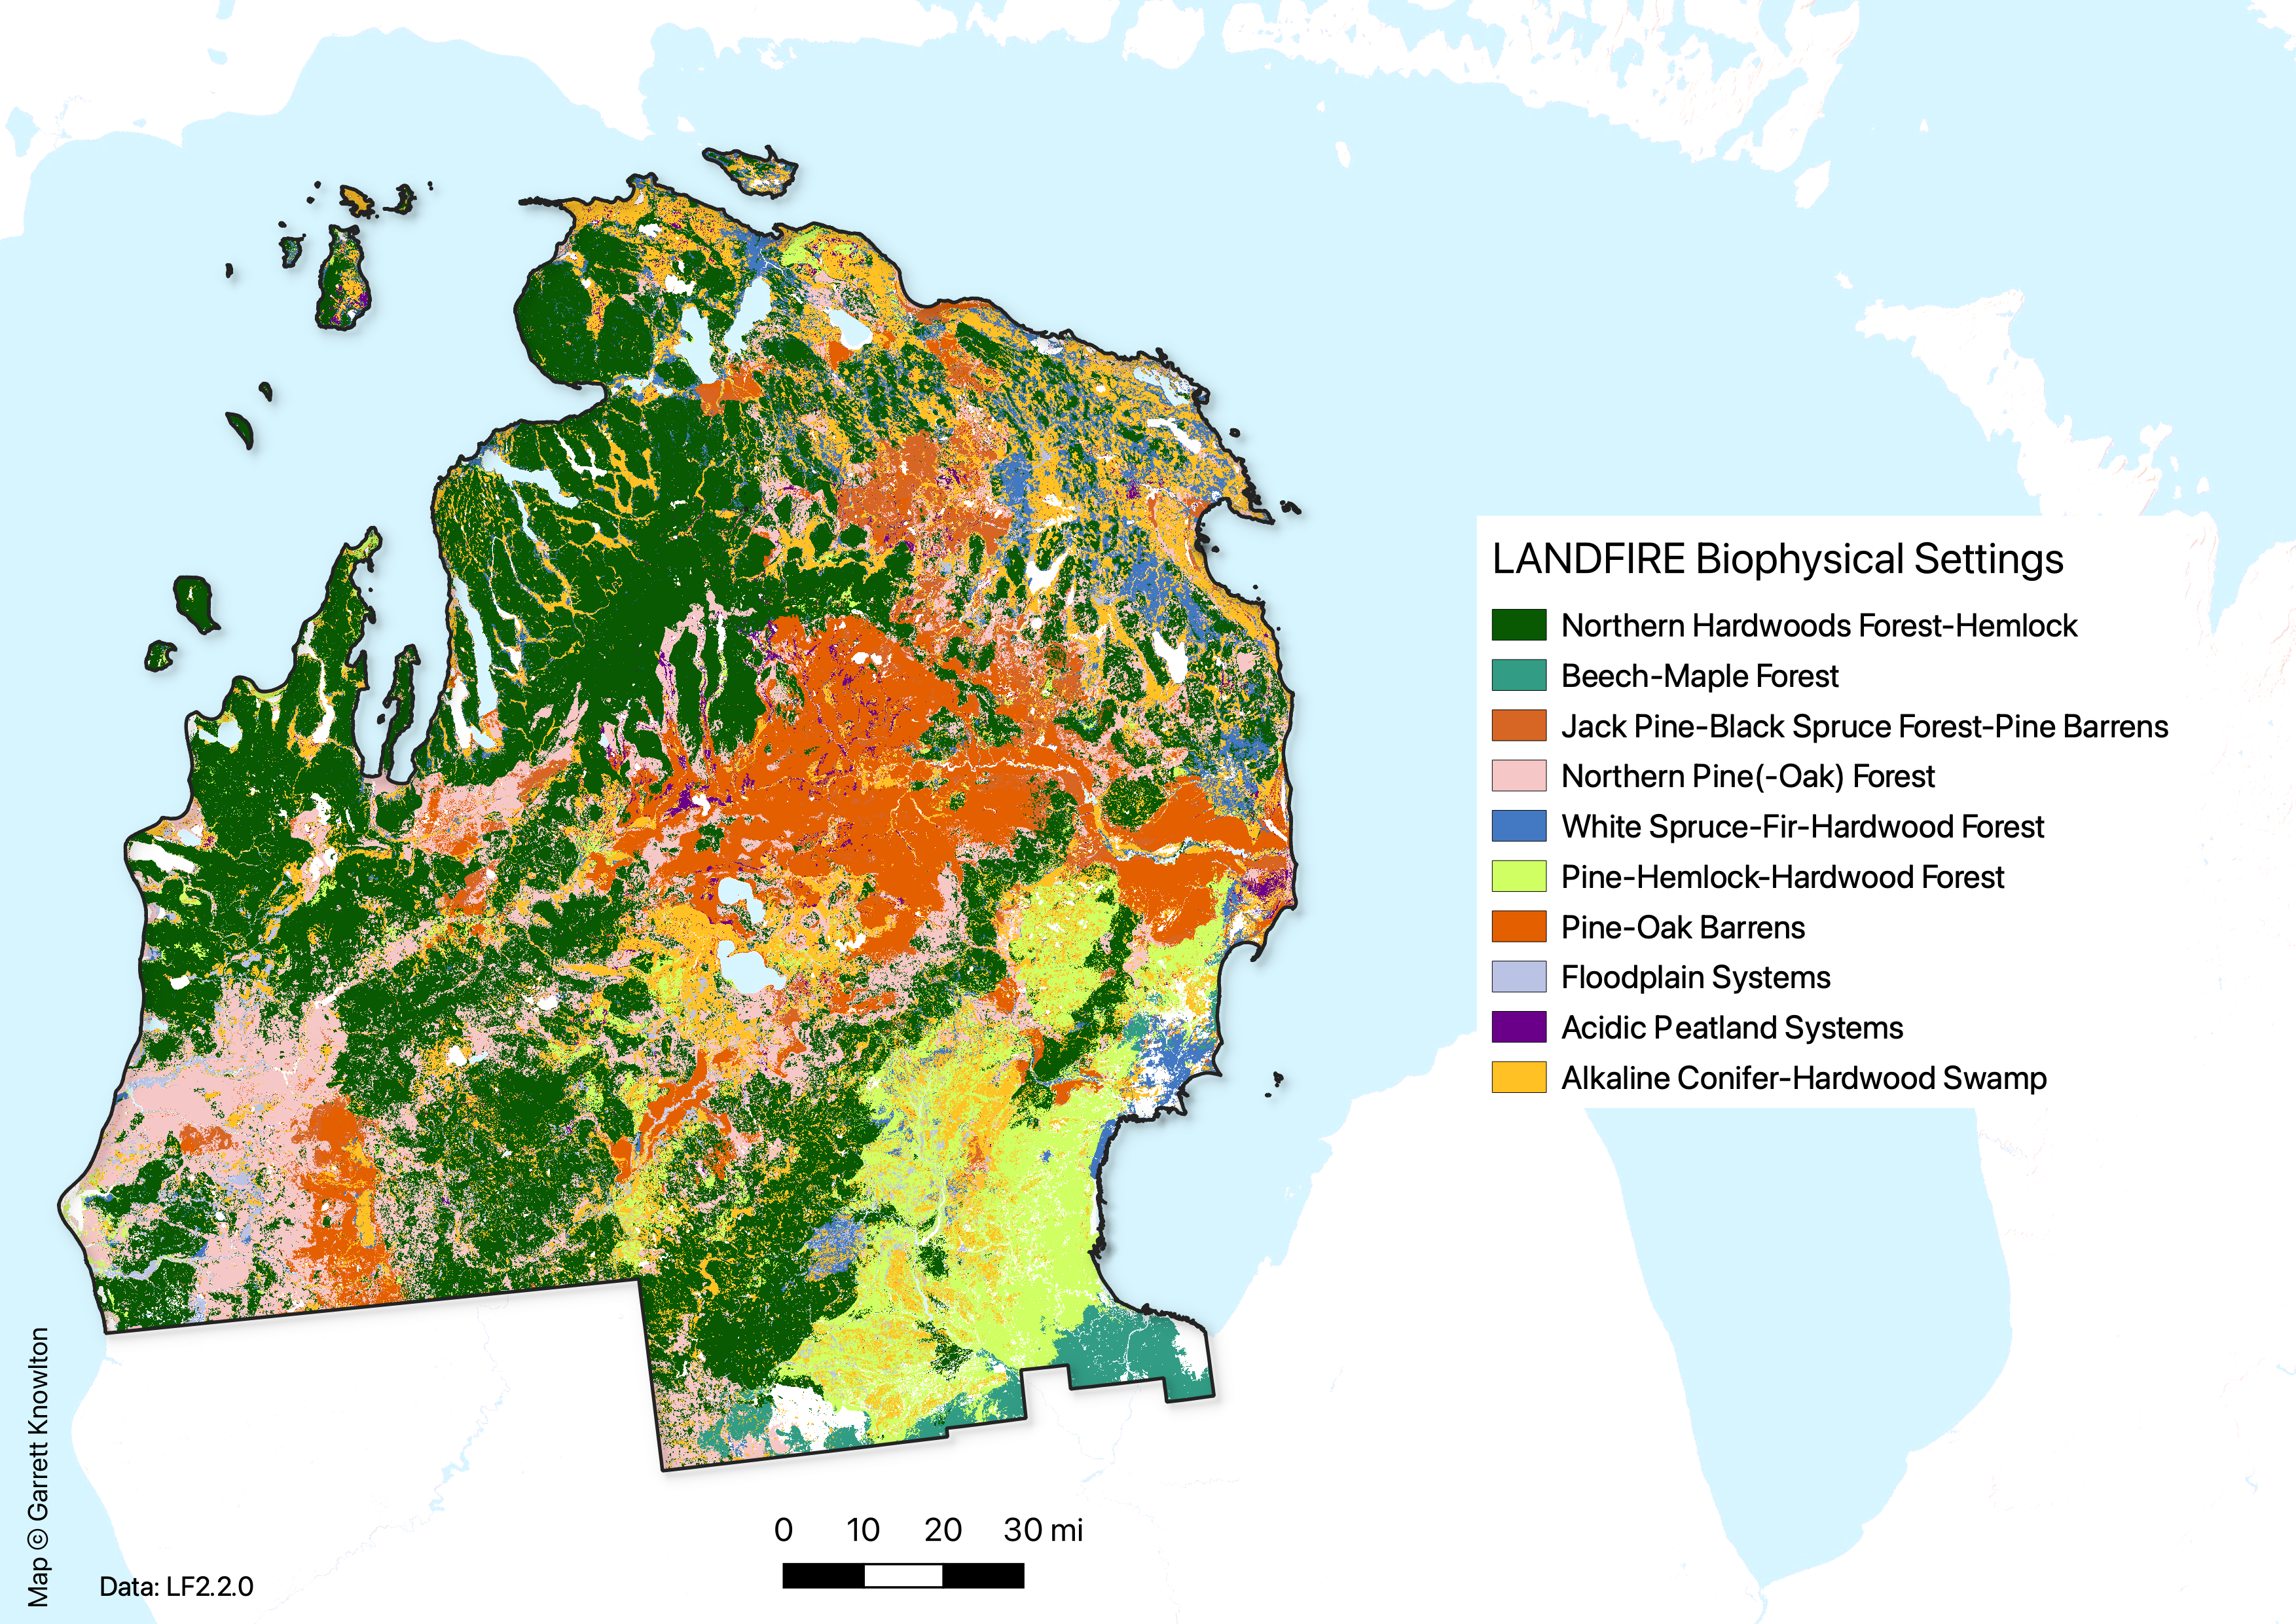 LANDFIRE Biophysical Settings
Northern Hardwoods Forest-Hemlock
Beech-Maple Forest
Jack Pine-Black Spruce Forest-Pine Barrens
Northern Pine(-Oak) Forest
White Spruce-Fir-Hardwood Forest
Pine-Hemlock-Hardwood Forest
Pine-Oak Barrens
Floodplain Systems
Acidic Peatland Systems
Alkaline Conifer-Hardwood Swamp
0 10 20 30 mi
Map © Garrett Knowlton
Data: LF2.2.0